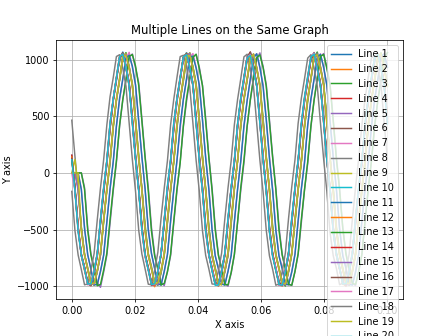 Multiple Lines on the Same Graph
Y axis
1000
500
0
−500
−1000
0.00
0.02
0.04
0.06
0.08
0.10
X axis
Line 1
Line 2
Line 3
Line 4
Line 5
Line 6
Line 7
Line 8
Line 9
Line 10
Line 11
Line 12
Line 13
Line 14
Line 15
Line 16
Line 17
Line 18
Line 19
Line 20